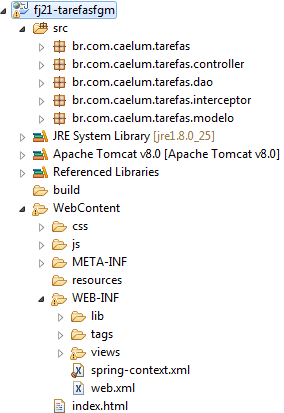 fj21-tarefasfgm
src
br.com.caelum.tarefas
br.com.caelum.tarefas.controller
br.com.caelum.tarefas.dao
br.com.caelum.tarefas.interceptor
br.com.caelum.tarefas.modelo
JRE System Library [jre1.8.0_25]
Apache Tomcat v8.0 [Apache Tomcat v8.0]
Referenced Libraries
build
WebContent
css
js
META-INF
resources
WEB-INF
lib
tags
views
spring-context.xml
web.xml
index.html